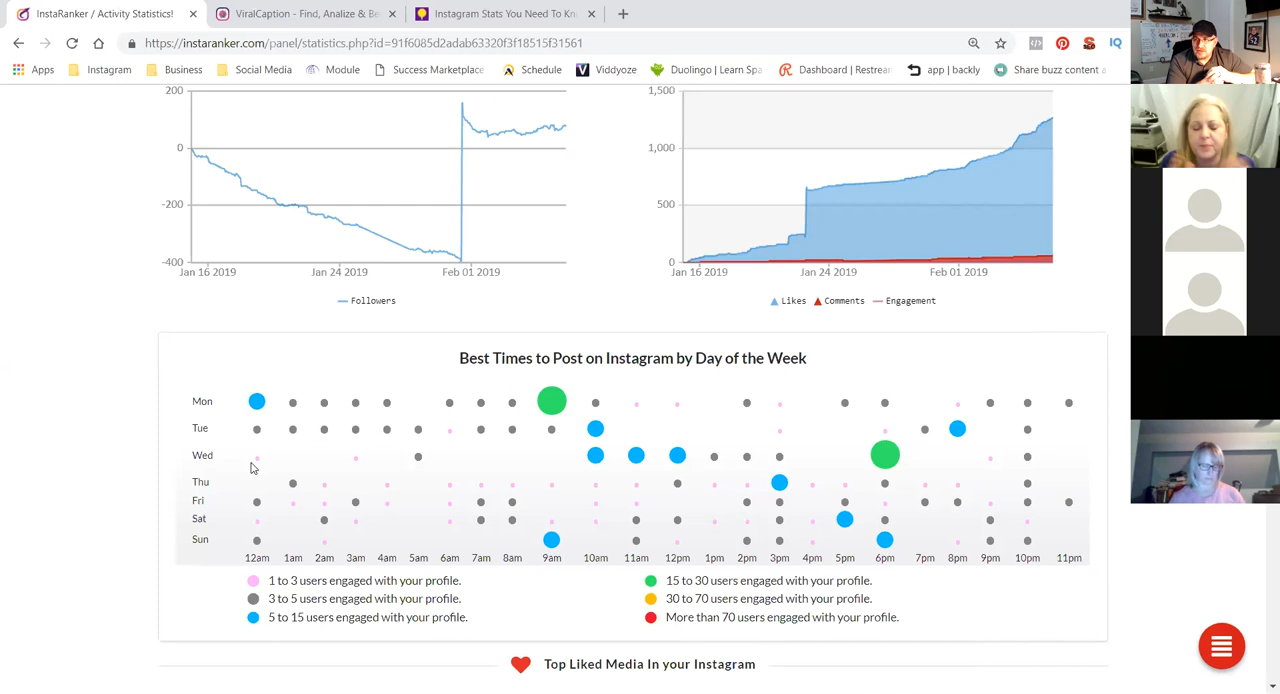 InstaRanker / Activity Statistics!
ViralCaption - Find, Analize & Be
Instagram Stats You Need To Kn
https://instaranker.com/panel/statistics.php?id=91f6085d2a8ab63320f3f18515f31561
Apps Instagram Business Social Media Module Success Marketplace Schedule Viddyoze Duolingo | Learn Spa Dashboard | Restream app | backly Share buzz content a
IQ
200
0
-200
-400
Jan 16 2019 Jan 24 2019 Feb 01 2019
Followers
1,500
1,000
500
0
Jan 16 2019 Jan 24 2019 Feb 01 2019
Likes Comments Engagement
Best Times to Post on Instagram by Day of the Week
Mon
Tue
Wed
Thu
Fri
Sat
Sun
12am 1am 2am 3am 4am 5am 6am 7am 8am 9am 10am 11am 12pm 1pm 2pm 3pm 4pm 5pm 6pm 7pm 8pm 9pm 10pm 11pm
1 to 3 users engaged with your profile.
3 to 5 users engaged with your profile.
5 to 15 users engaged with your profile.
15 to 30 users engaged with your profile.
30 to 70 users engaged with your profile.
More than 70 users engaged with your profile.
Top Liked Media In your Instagram